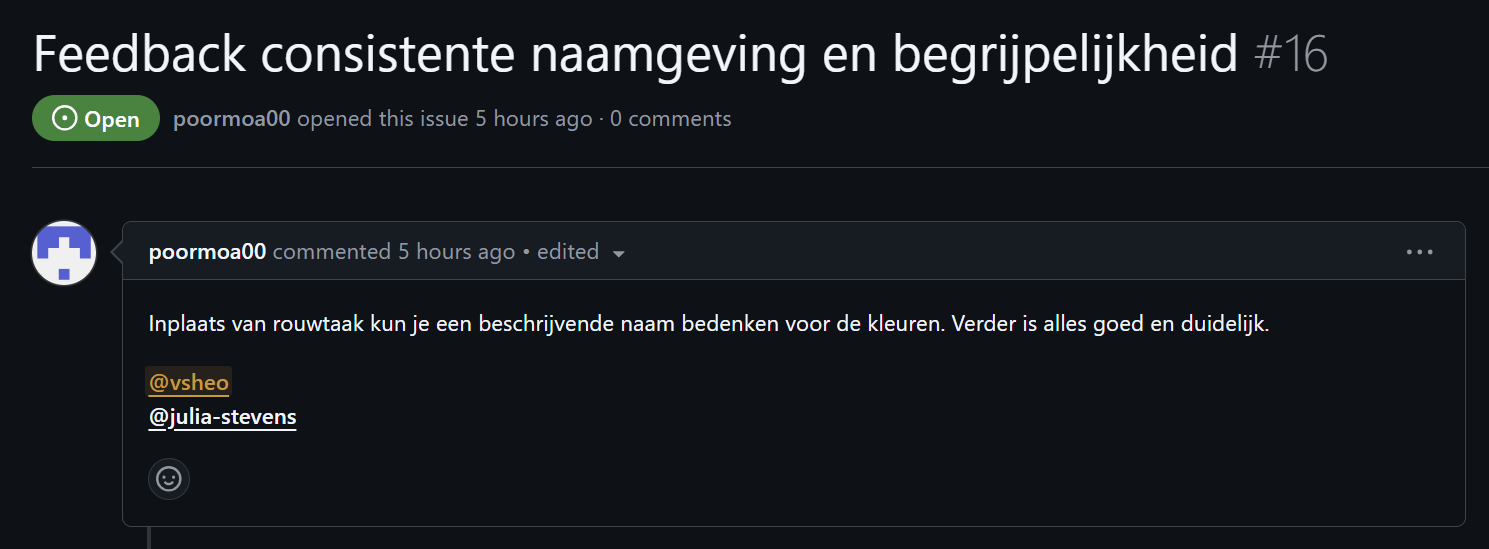 Feedback consistente naamgeving en begrijpelijkheid #16
Open poormoa00 opened this issue 5 hours ago · 0 comments
poormoa00 commented 5 hours ago • edited
Inplaats van rouwtaak kun je een beschrijvende naam bedenken voor de kleuren. Verder is alles goed en duidelijk.
@vsheo
@julia-stevens